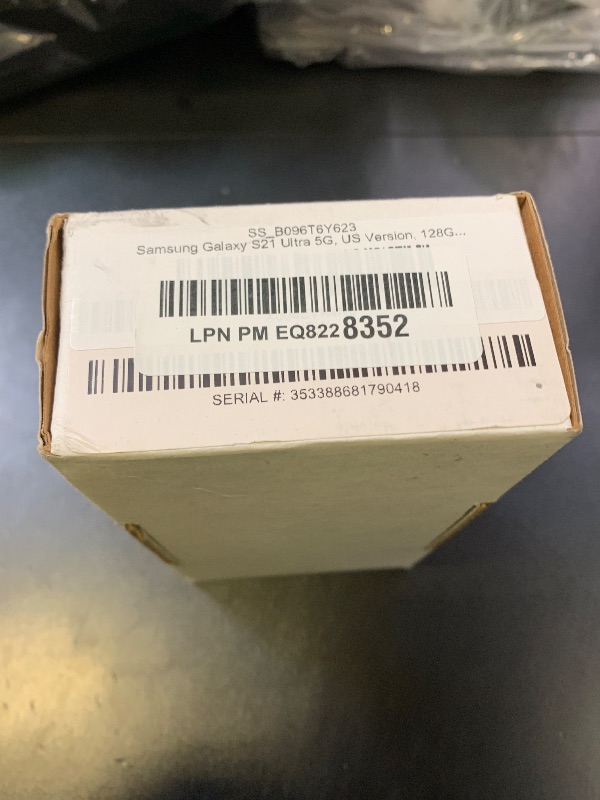 SS_B096T6Y623
Samsung Galaxy S21 Ultra 5G, US Version, 128G...
LPN PM EQ8228352
SERIAL #: 353388681790418